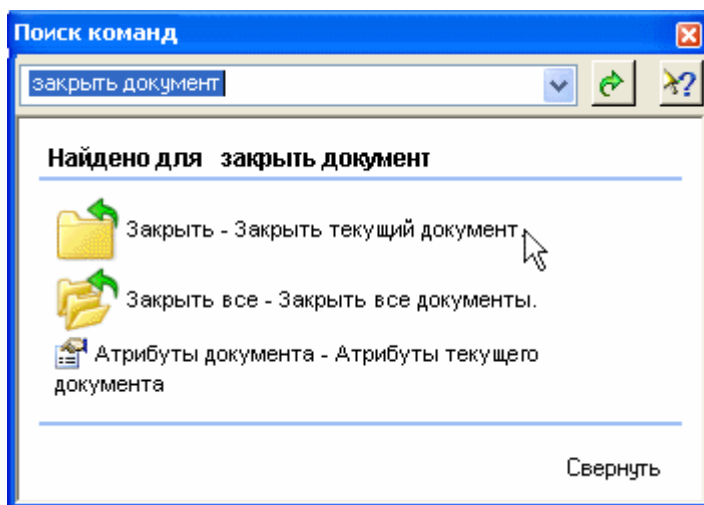 Поиск команд
закрыть документ
Найдено для закрыть документ
Закрыть - Закрыть текущий документ.
Закрыть все - Закрыть все документы.
Атрибуты документа - Атрибуты текущего
документа
Свернуть